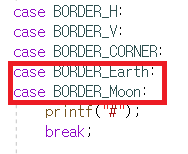 case BORDER_H:
case BORDER_V:
case BORDER_CORNER:
case BORDER_Earth:
case BORDER_Moon:
printf("#");
break;